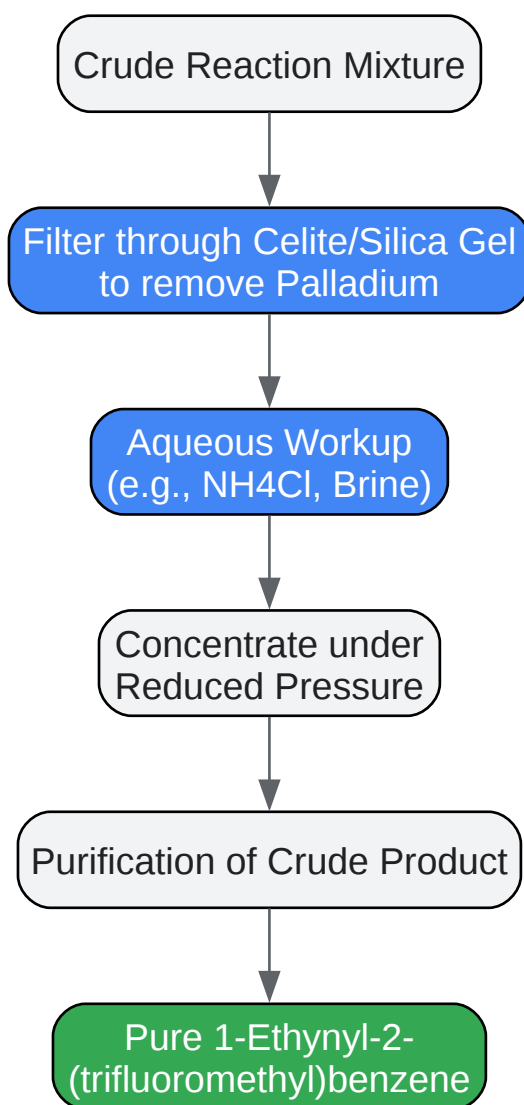 Crude Reaction Mixture
Filter through Celite/Silica Gel
to remove Palladium
Aqueous Workup
(e.g., NH4Cl, Brine)
Concentrate under
Reduced Pressure
Purification of Crude Product
Pure 1-Ethynyl-2-
(trifluoromethyl)benzene